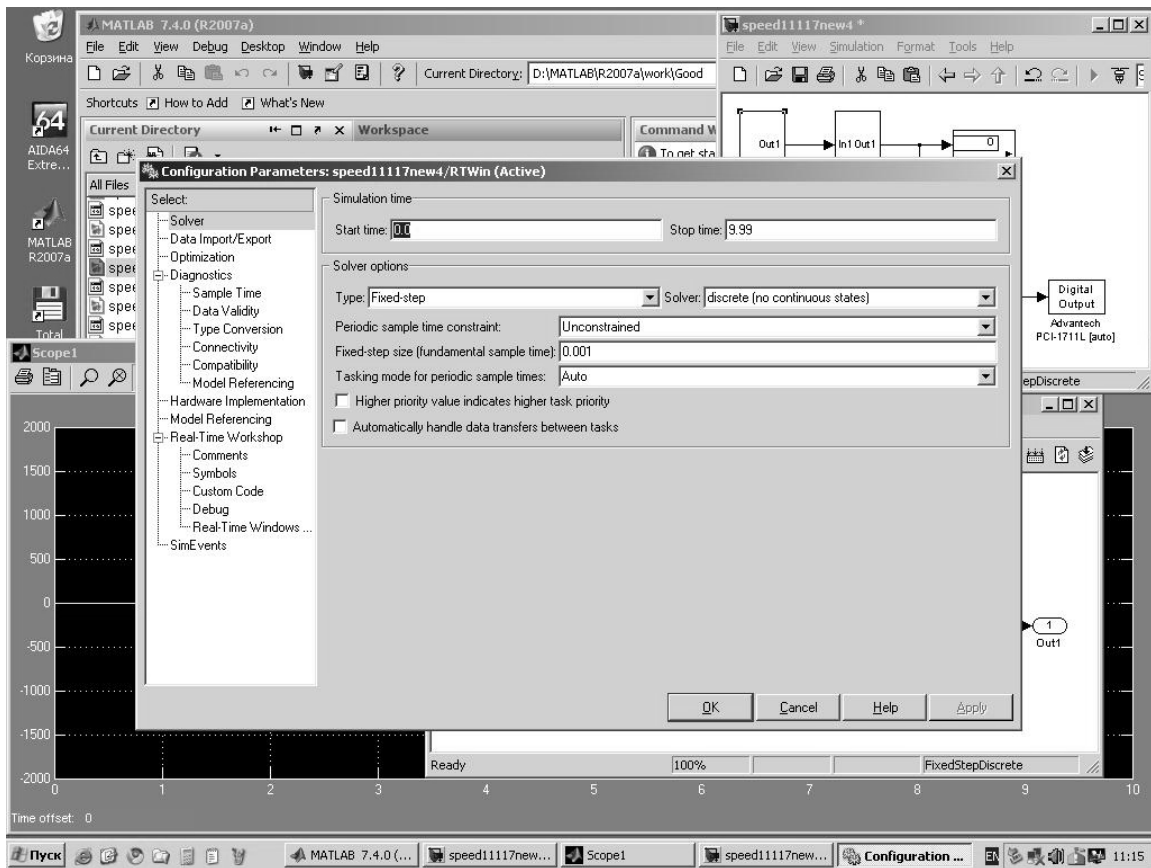 Корзина
AIDA64
Extre...
MATLAB
R2007a
Total
MATLAB 7.4.0 (R2007a)
File Edit View Debug Desktop Window Help
Current Directory: D:\MATLAB\R2007a\work\Good
Shortcuts How to Add What's New
Current Directory
Workspace
Command W
To get sta
All Files
spee
spee
spee
spee
spee
spee
spee
speed11117new4 *
File Edit View Simulation Format Tools Help
Out1
In1 Out1
0
Digital
Output
Advantech
PCI-1711L [auto]
epDiscrete
Configuration Parameters: speed11117new4/RTWin (Active)
Select:
Solver
Data Import/Export
Optimization
Diagnostics
Sample Time
Data Validity
Type Conversion
Connectivity
Compatibility
Model Referencing
Hardware Implementation
Model Referencing
Real-Time Workshop
Comments
Symbols
Custom Code
Debug
Real-Time Windows ...
SimEvents
Simulation time
Start time: 0.0
Stop time: 9.99
Solver options
Type: Fixed-step
Solver: discrete (no continuous states)
Periodic sample time constraint: Unconstrained
Fixed-step size (fundamental sample time): 0.001
Tasking mode for periodic sample times: Auto
Higher priority value indicates higher task priority
Automatically handle data transfers between tasks
OK Cancel Help Apply
Scope1
2000
1500
1000
500
0
-500
-1000
-1500
-2000
0 1 2 3 4 5 6 7 8 9 10
Time offset: 0
1
Out1
Ready 100% FixedStepDiscrete
Пуск
MATLAB 7.4.0 (...
speed11117new...
Scope1
speed11117new...
Configuration ...
EN
11:15